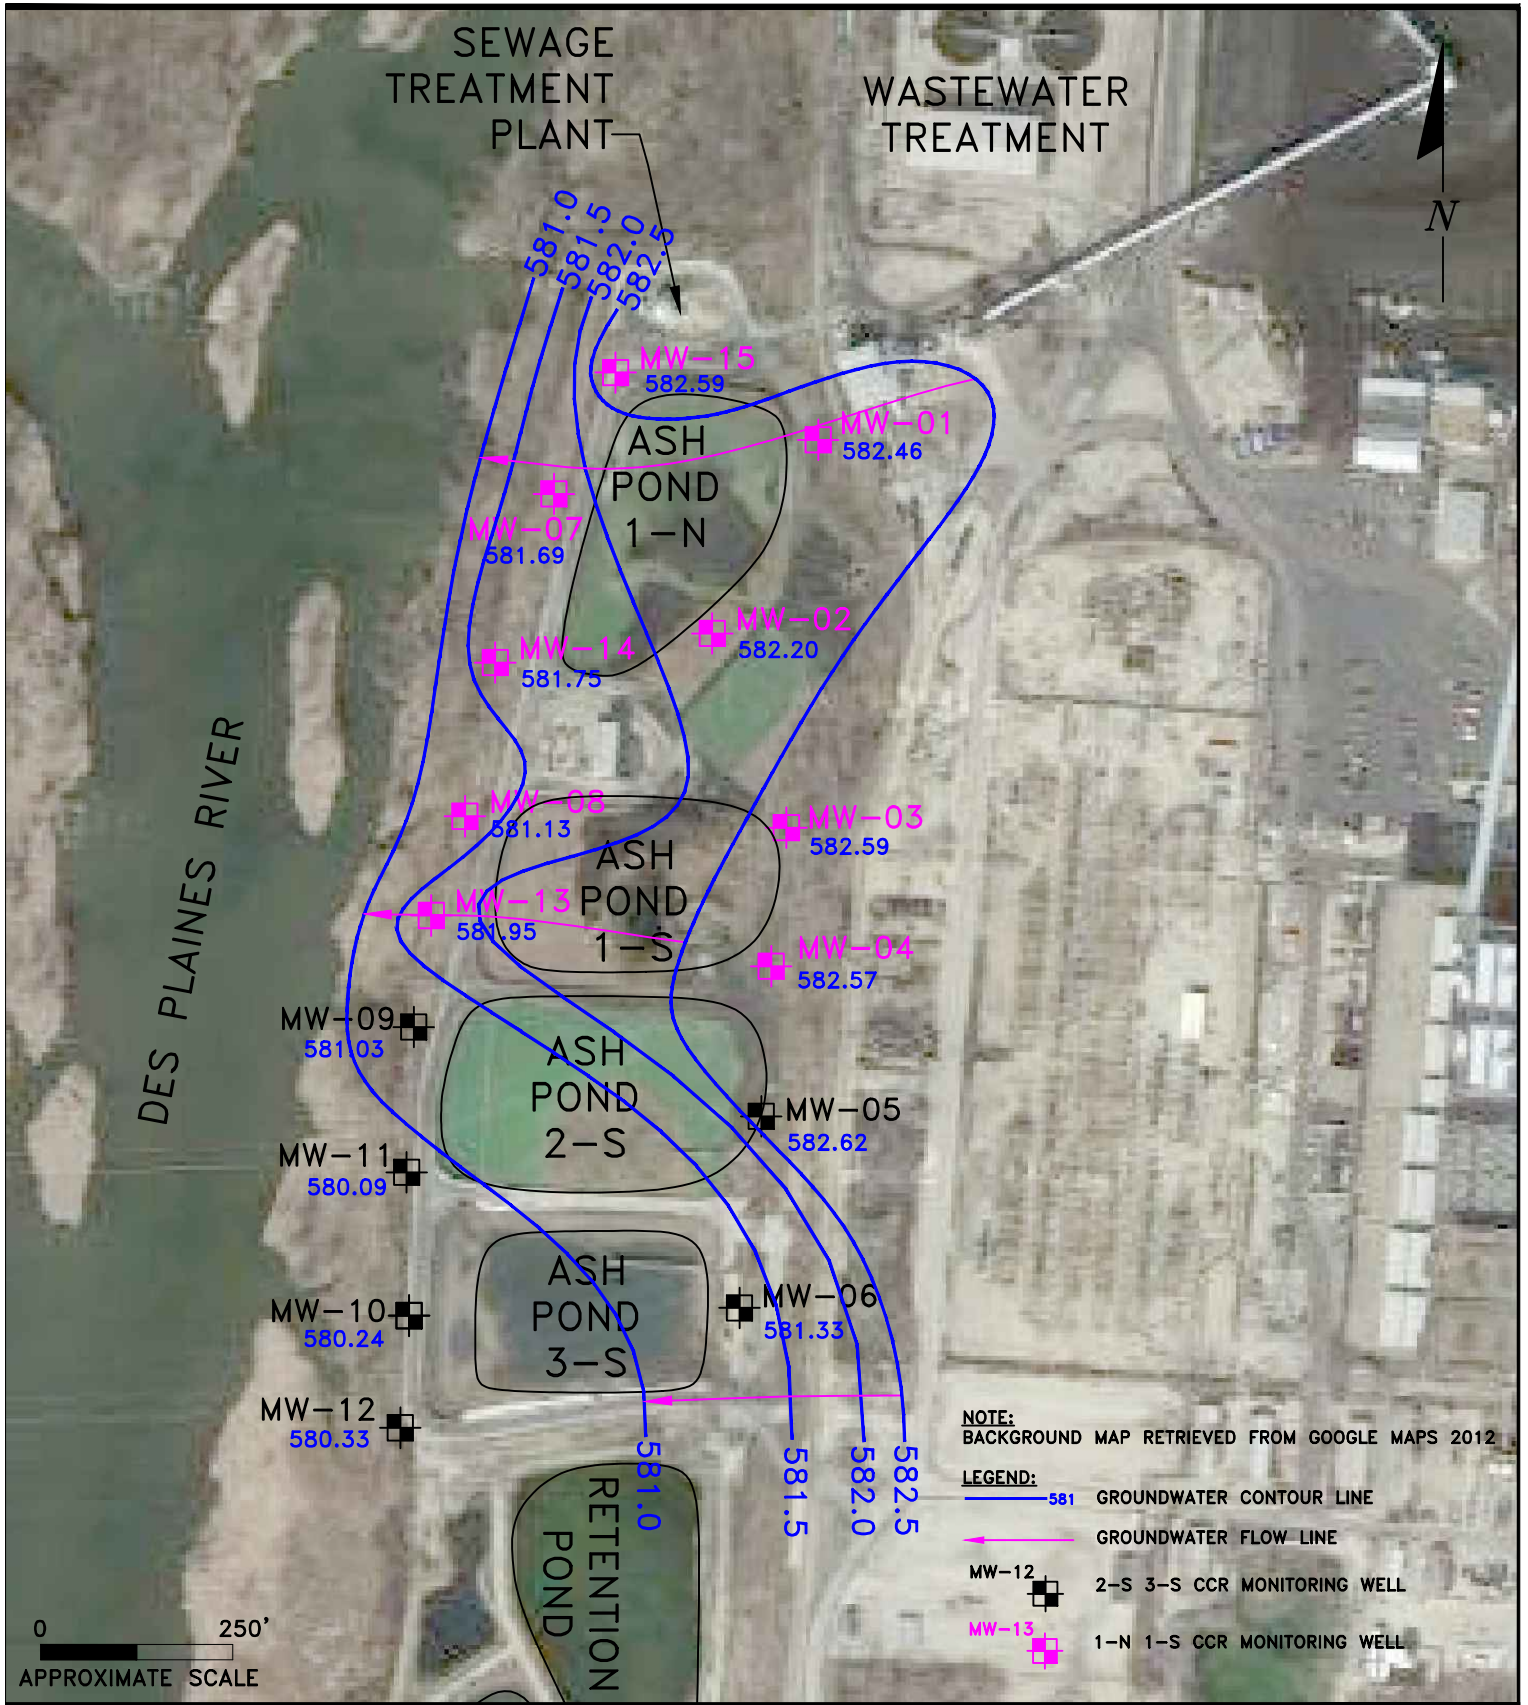 SEWAGE
TREATMENT
PLANT
WASTEWATER
TREATMENT
N
581.0
581.5
582.0
582.5
MW-15
582.59
MW-01
582.46
ASH
POND
1-N
MW-07
581.69
MW-02
582.20
MW-14
581.75
DES PLAINES RIVER
MW-08
581.13
MW-03
582.59
ASH
POND
1-S
MW-13
581.95
MW-04
582.57
MW-09
581.03
ASH
POND
2-S
MW-05
582.62
MW-11
580.09
ASH
POND
3-S
MW-10
580.24
MW-06
581.33
MW-12
580.33
581.0
581.5
582.0
582.5
RETENTION
POND
NOTE:
BACKGROUND MAP RETRIEVED FROM GOOGLE MAPS 2012
LEGEND:
581 GROUNDWATER CONTOUR LINE
GROUNDWATER FLOW LINE
MW-12
2-S 3-S CCR MONITORING WELL
MW-13
1-N 1-S CCR MONITORING WELL
0 250'
APPROXIMATE SCALE